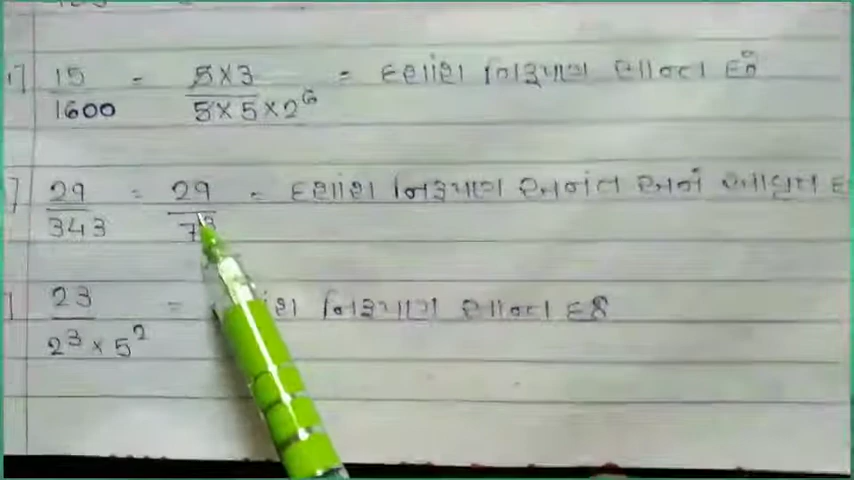 15/1600 = 5×3/5×5×2^6 = દશાંશ નિરૂપણ સાન્ત છે
29/343 = 29/7^3 = દશાંશ નિરૂપણ અનંત અને આવૃત્ત
23/2^3×5^2 = નિરૂપણ સાન્ત છે